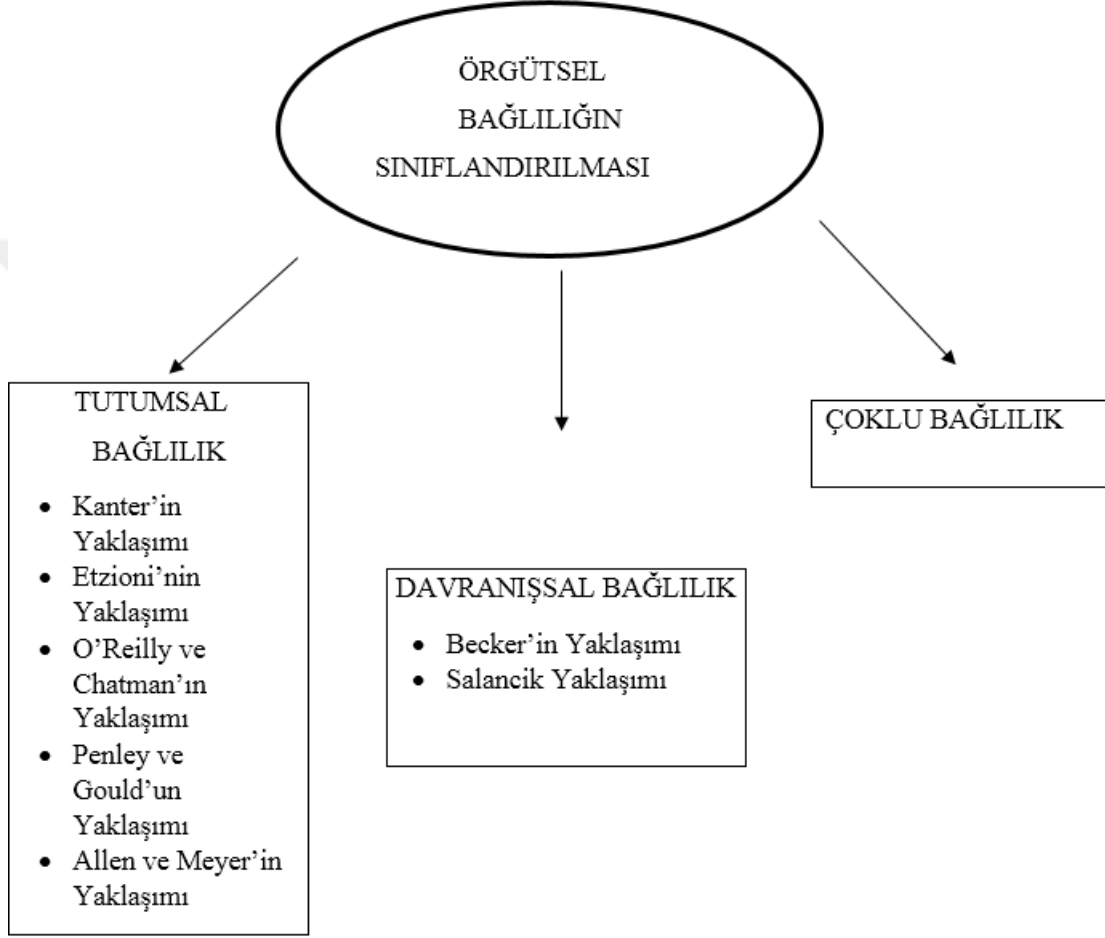 ÖRGÜTSEL
BAĞLILIĞIN
SINIFLANDIRILMASI
TUTUMSAL
BAĞLILIK
• Kanter’in
Yaklaşımı
• Etzioni’nin
Yaklaşımı
• O’Reilly ve
Chatman’ın
Yaklaşımı
• Penley ve
Gould’un
Yaklaşımı
• Allen ve Meyer’in
Yaklaşımı
DAVRANIŞSAL BAĞLILIK
• Becker’in Yaklaşımı
• Salancik Yaklaşımı
ÇOKLU BAĞLILIK